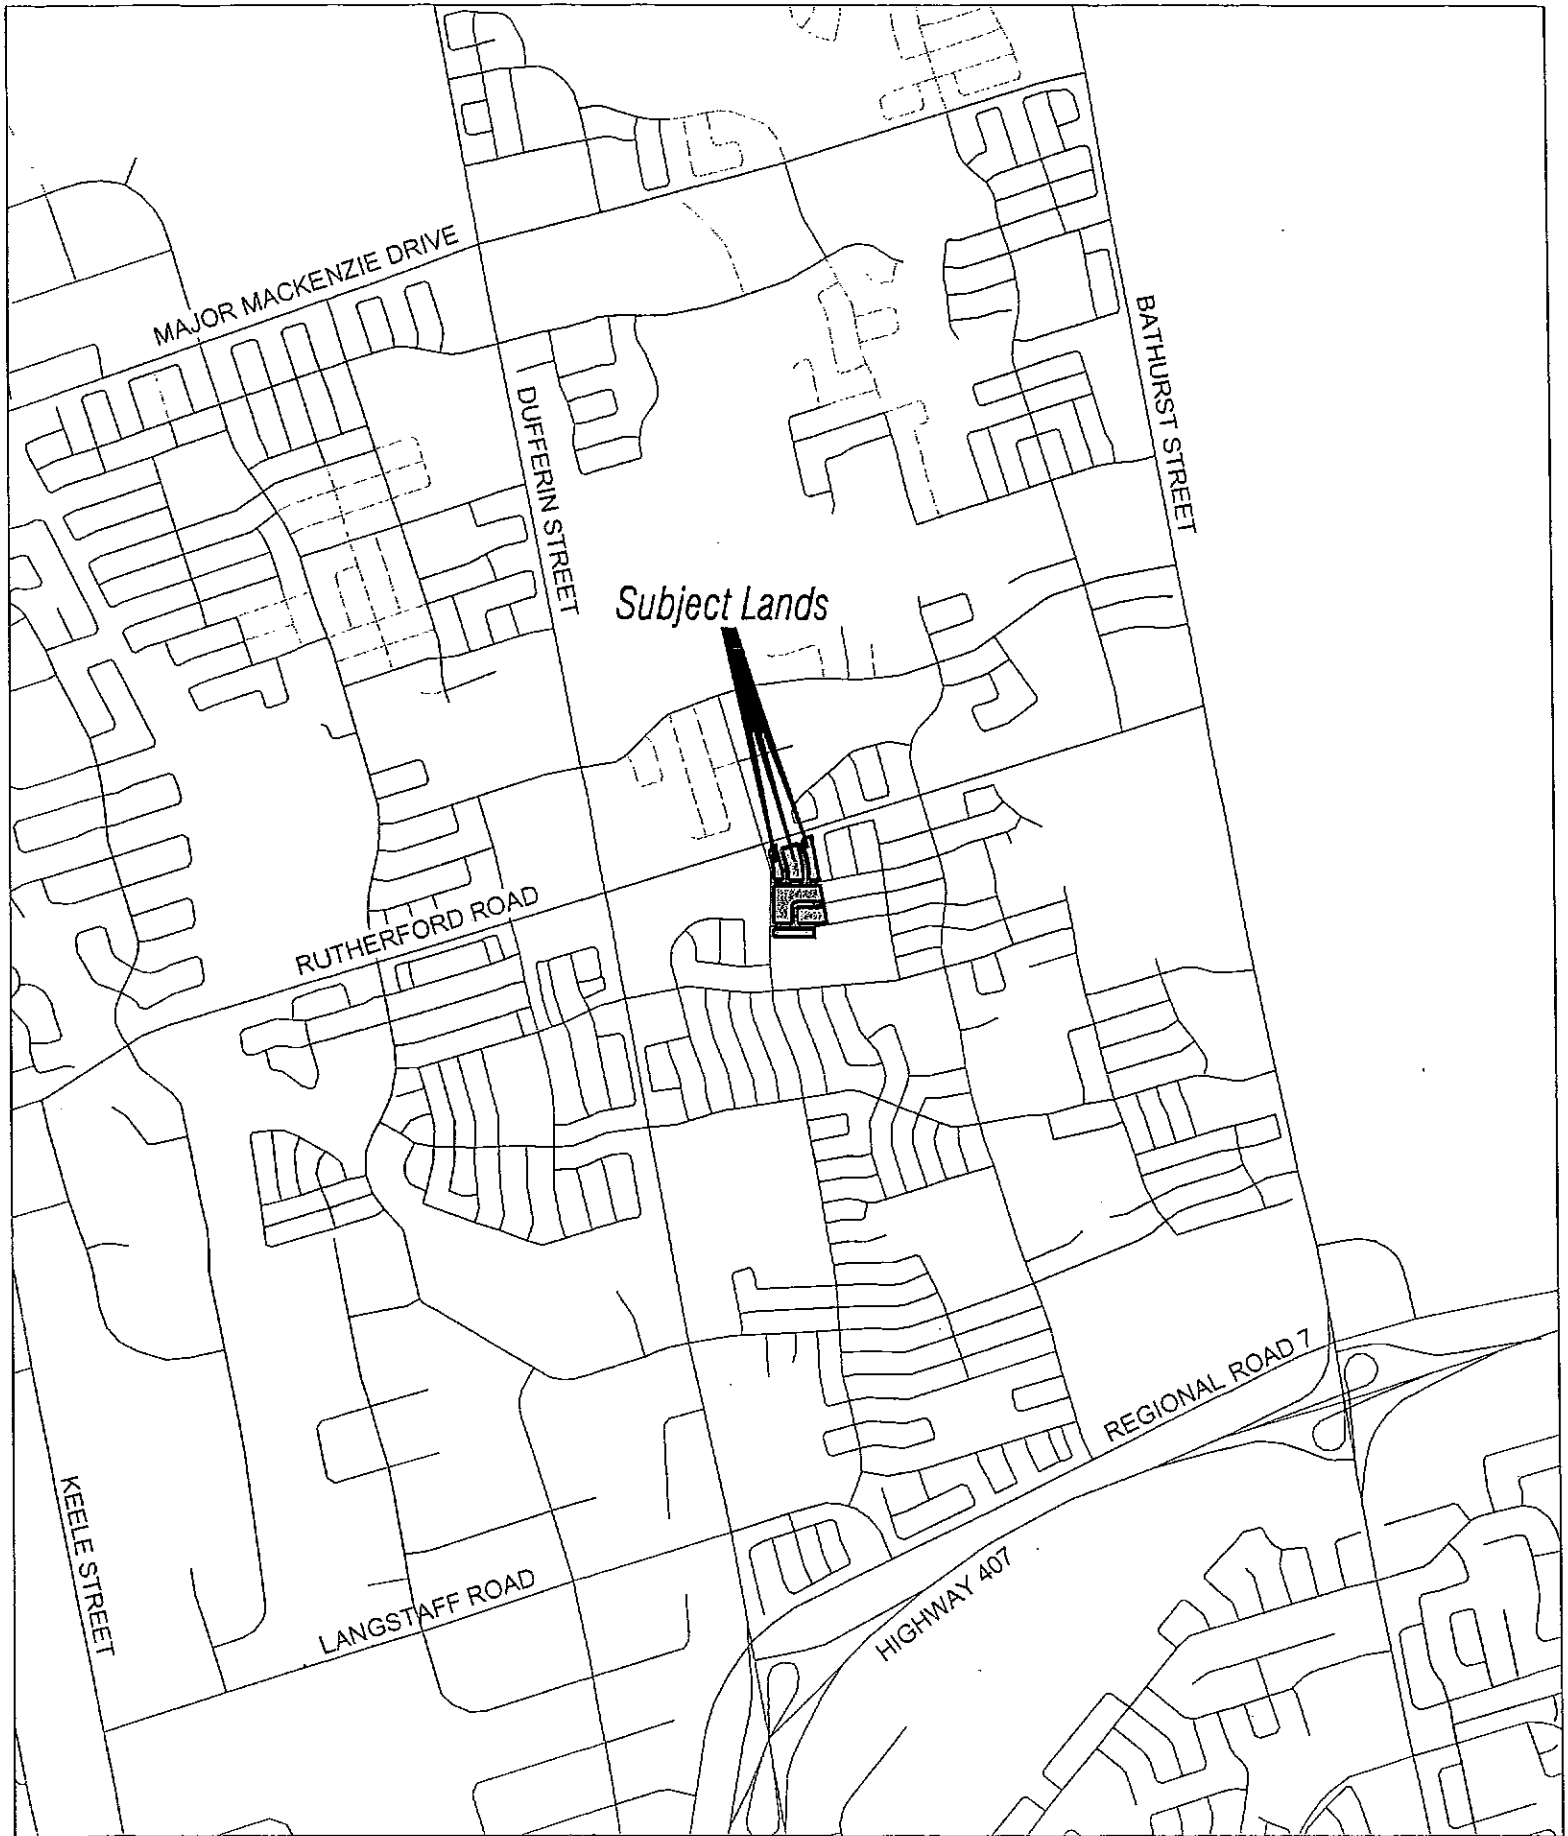 MAJOR MACKENZIE DRIVE
BATHURST STREET
DUFFERIN STREET
Subject Lands
RUTHERFORD ROAD
REGIONAL ROAD 7
KEELE STREET
LANGSTAFF ROAD
HIGHWAY 407